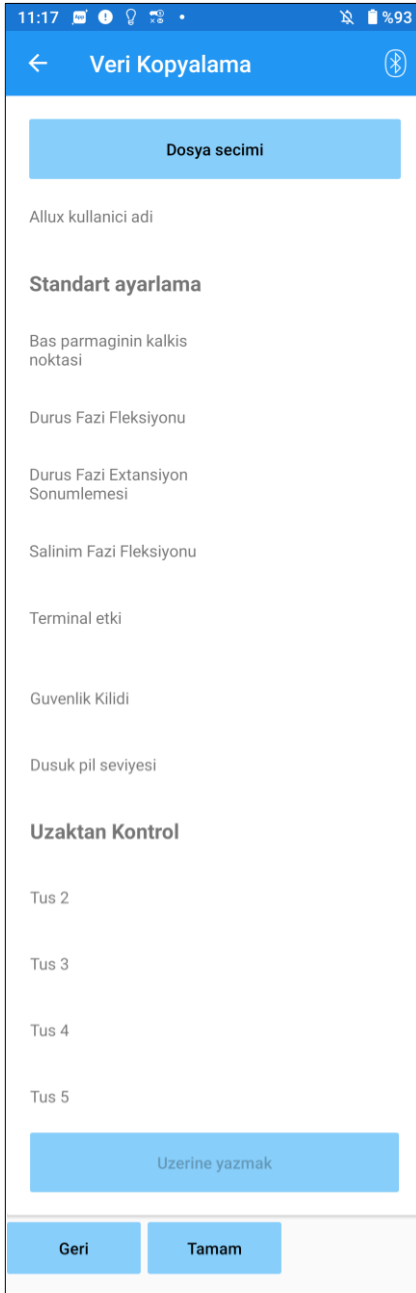 11:17 %93
Veri Kopyalama
Dosya secimi
Allux kullanici adi
Standart ayarlama
Bas parmaginin kalkis
noktasi
Durus Fazi Fleksiyonu
Durus Fazi Extansiyon
Sonumlemesi
Salinim Fazi Fleksiyonu
Terminal etki
Guvenlik Kilidi
Dusuk pil seviyesi
Uzaktan Kontrol
Tus 2
Tus 3
Tus 4
Tus 5
Uzerine yazmak
Geri Tamam